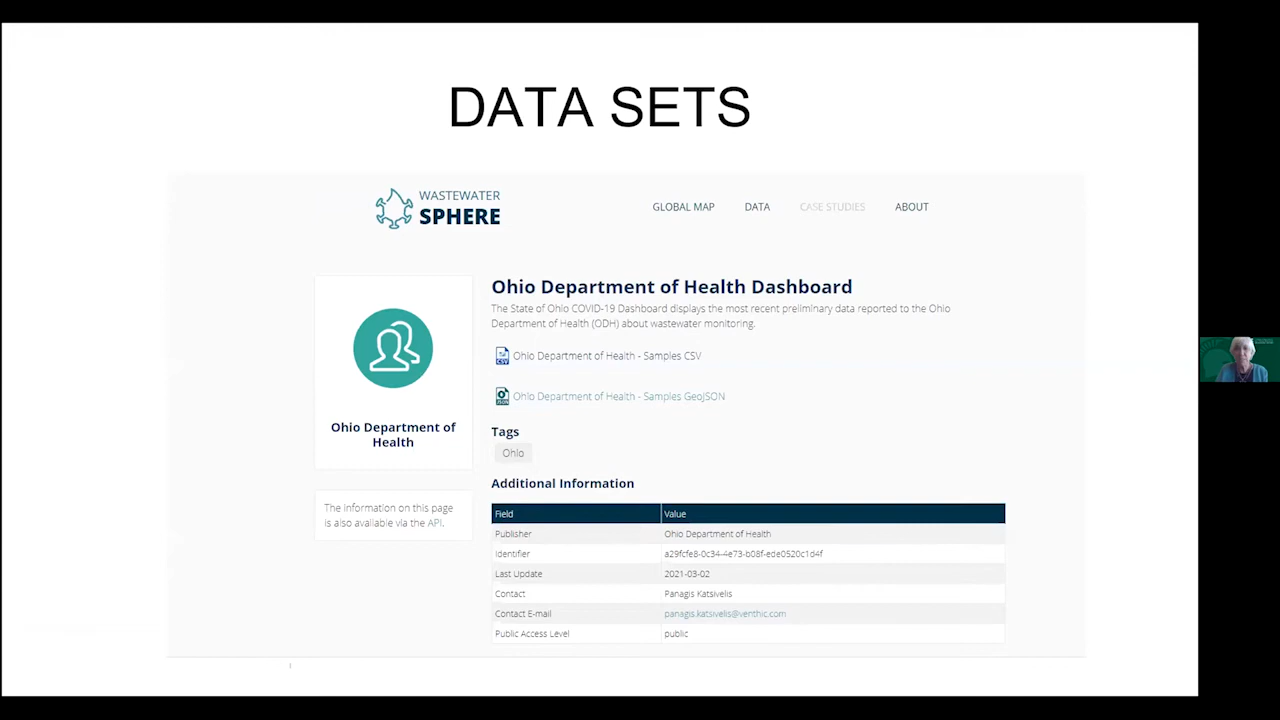 DATA SETS
WASTEWATER
SPHERE
GLOBAL MAP
DATA
CASE STUDIES
ABOUT
Ohio Department of
Health
The information on this page
is also available via the API.
Ohio Department of Health Dashboard
The State of Ohio COVID-19 Dashboard displays the most recent preliminary data reported to the Ohio
Department of Health (ODH) about wastewater monitoring.
CSV
Ohio Department of Health - Samples CSV
JSON
Ohio Department of Health - Samples GeoJSON
Tags
Ohio
Additional Information
Field Value
Publisher Ohio Department of Health
Identifier a29fcfe8-0c34-4e73-b08f-ede0520c1d4f
Last Update 2021-03-02
Contact Panagis Katsivelis
Contact E-mail panagis.katsivelis@venthic.com
Public Access Level public